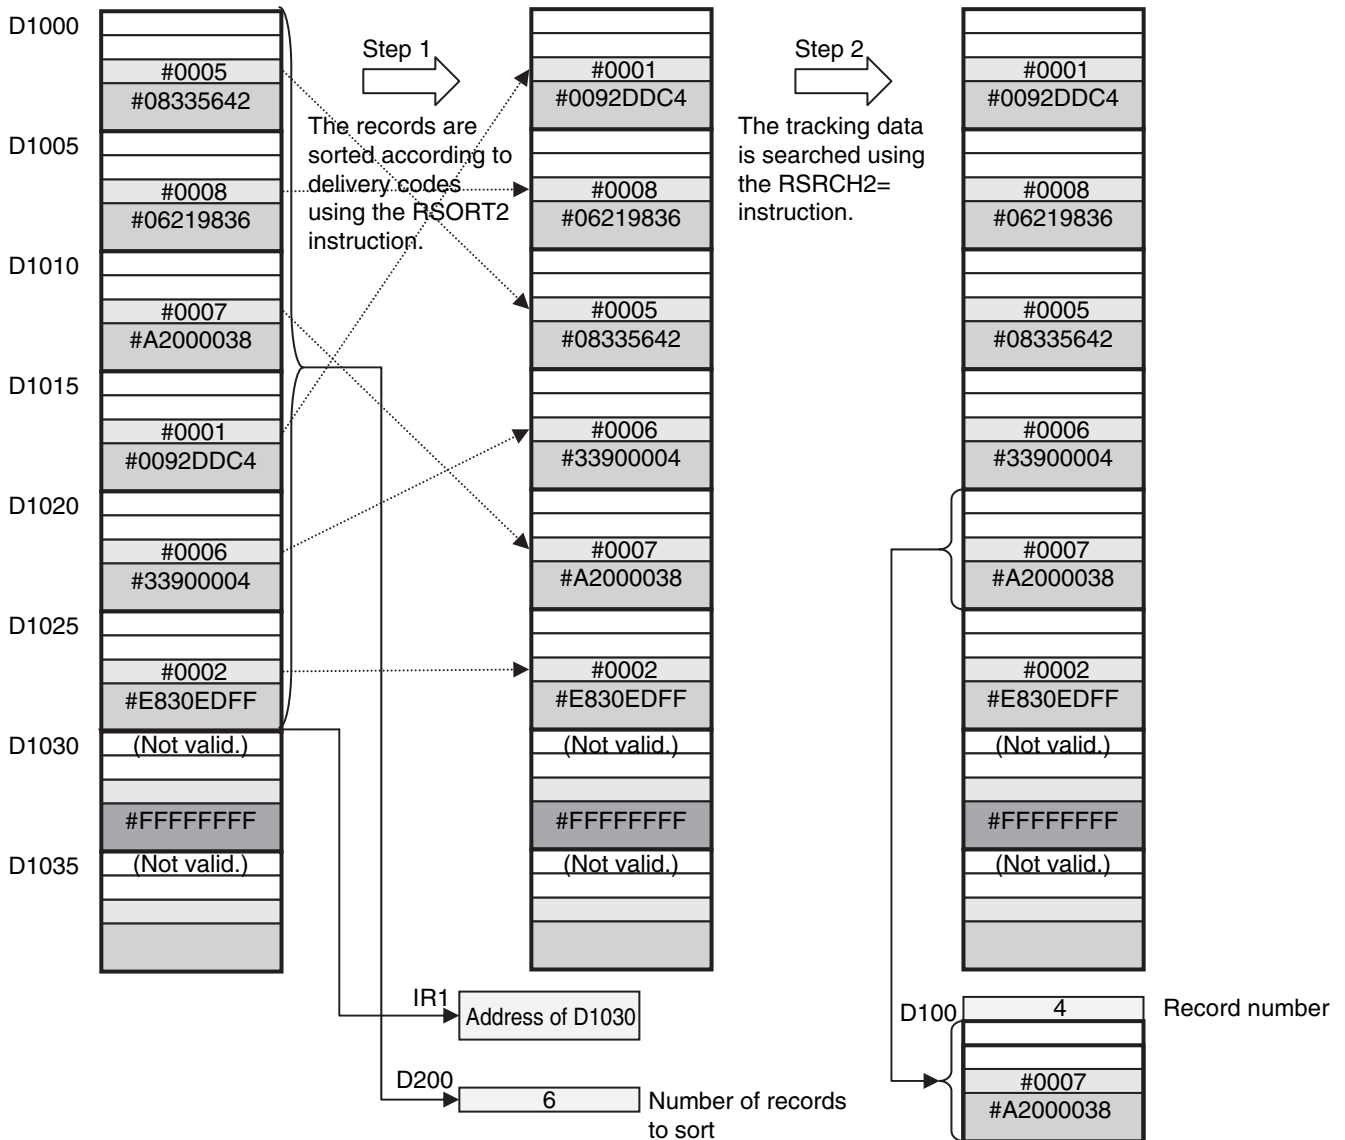 D1000
#0005
#08335642
D1005
#0008
#06219836
D1010
#0007
#A2000038
D1015
#0001
#0092DDC4
D1020
#0006
#33900004
D1025
#0002
#E830EDFF
D1030
(Not valid.)
#FFFFFFFF
D1035
(Not valid.)
Step 1
The records are
sorted according to
delivery codes
using the RSORT2
instruction.
#0001
#0092DDC4
#0008
#06219836
#0005
#08335642
#0006
#33900004
#0007
#A2000038
#0002
#E830EDFF
(Not valid.)
#FFFFFFFF
(Not valid.)
Step 2
The tracking data
is searched using
the RSRCH2=
instruction.
#0001
#0092DDC4
#0008
#06219836
#0005
#08335642
#0006
#33900004
#0007
#A2000038
#0002
#E830EDFF
(Not valid.)
#FFFFFFFF
(Not valid.)
IR1
Address of D1030
D200
6
Number of records
to sort
D100
4
Record number
#0007
#A2000038